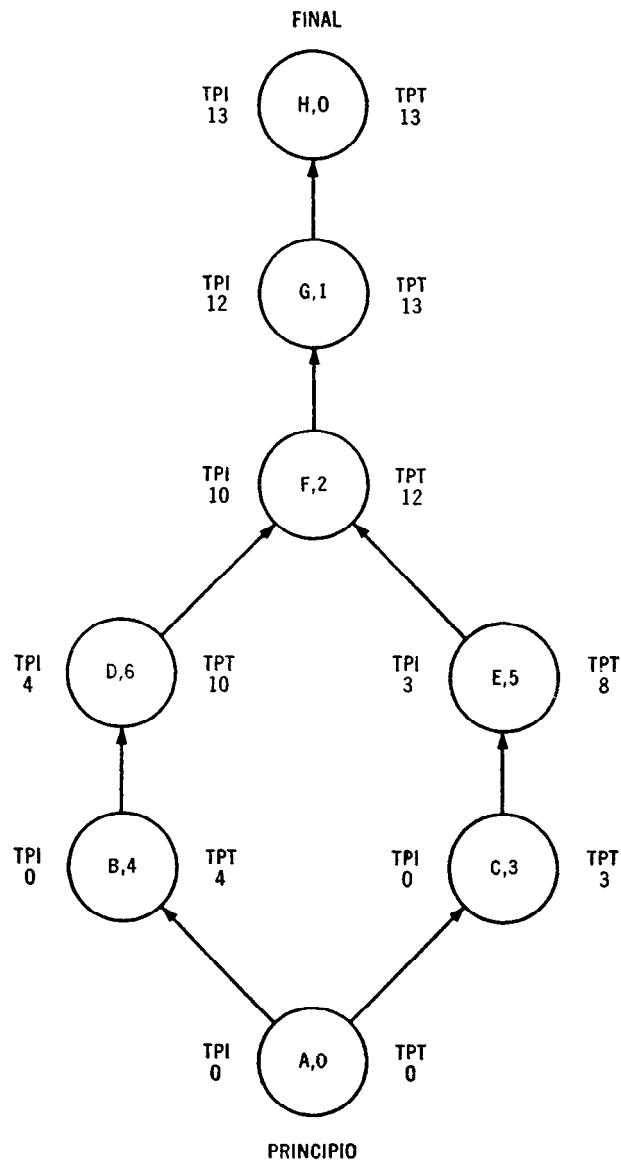 FINAL
TPI
13
H,0
TPT
13
TPI
12
G,1
TPT
13
TPI
10
F,2
TPT
12
TPI
4
D,6
TPT
10
TPI
3
E,5
TPT
8
TPI
0
B,4
TPT
4
TPI
0
C,3
TPT
3
TPI
0
A,0
TPT
0
PRINCIPIO